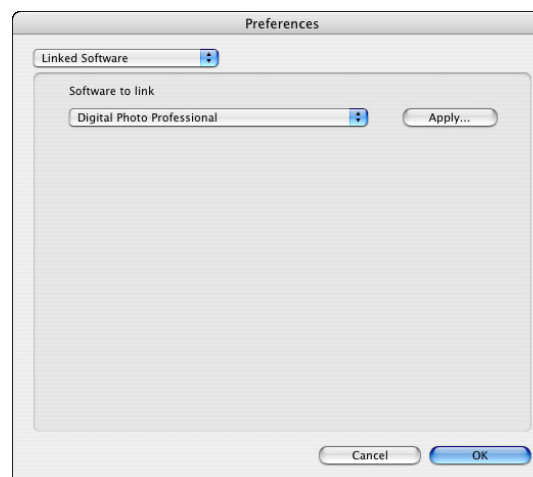 Preferences
Linked Software
Software to link
Digital Photo Professional
Apply...
Cancel
OK